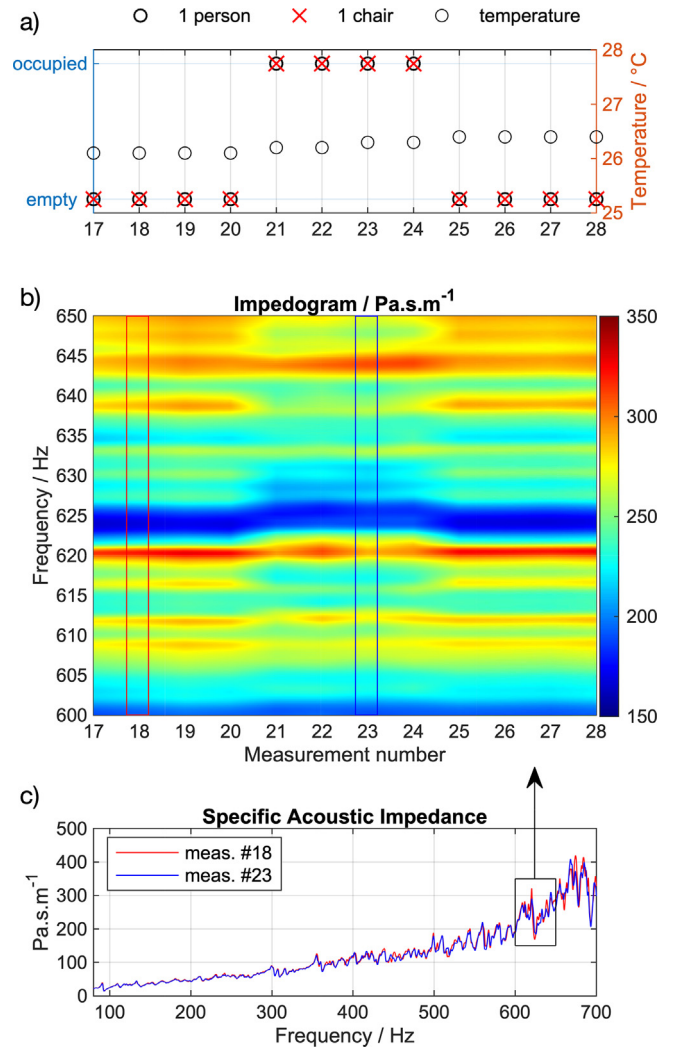 a)
1 person 1 chair temperature
occupied
empty
28
27
26
25
Temperature / °C
17 18 19 20 21 22 23 24 25 26 27 28
b)
Impedogram / Pa.s.m-1
650
645
640
635
630
625
620
615
610
605
600
Frequency / Hz
350
300
250
200
150
17 18 19 20 21 22 23 24 25 26 27 28
Measurement number
c)
Specific Acoustic Impedance
500
400
300
200
100
0
Pa.s.m-1
meas. #18
meas. #23
100 200 300 400 500 600 700
Frequency / Hz